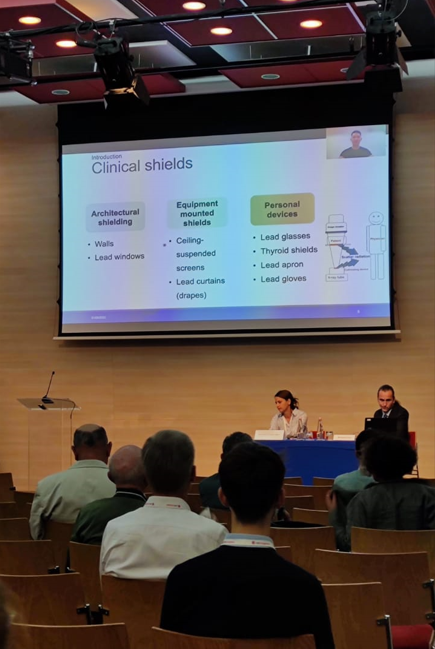 Introduction
Clinical shields
Architectural
shielding
• Walls
• Lead windows
Equipment
mounted
shields
• Ceiling-
suspended
screens
• Lead curtains
(drapes)
Personal
devices
• Lead glasses
• Thyroid shields
• Lead apron
• Lead gloves